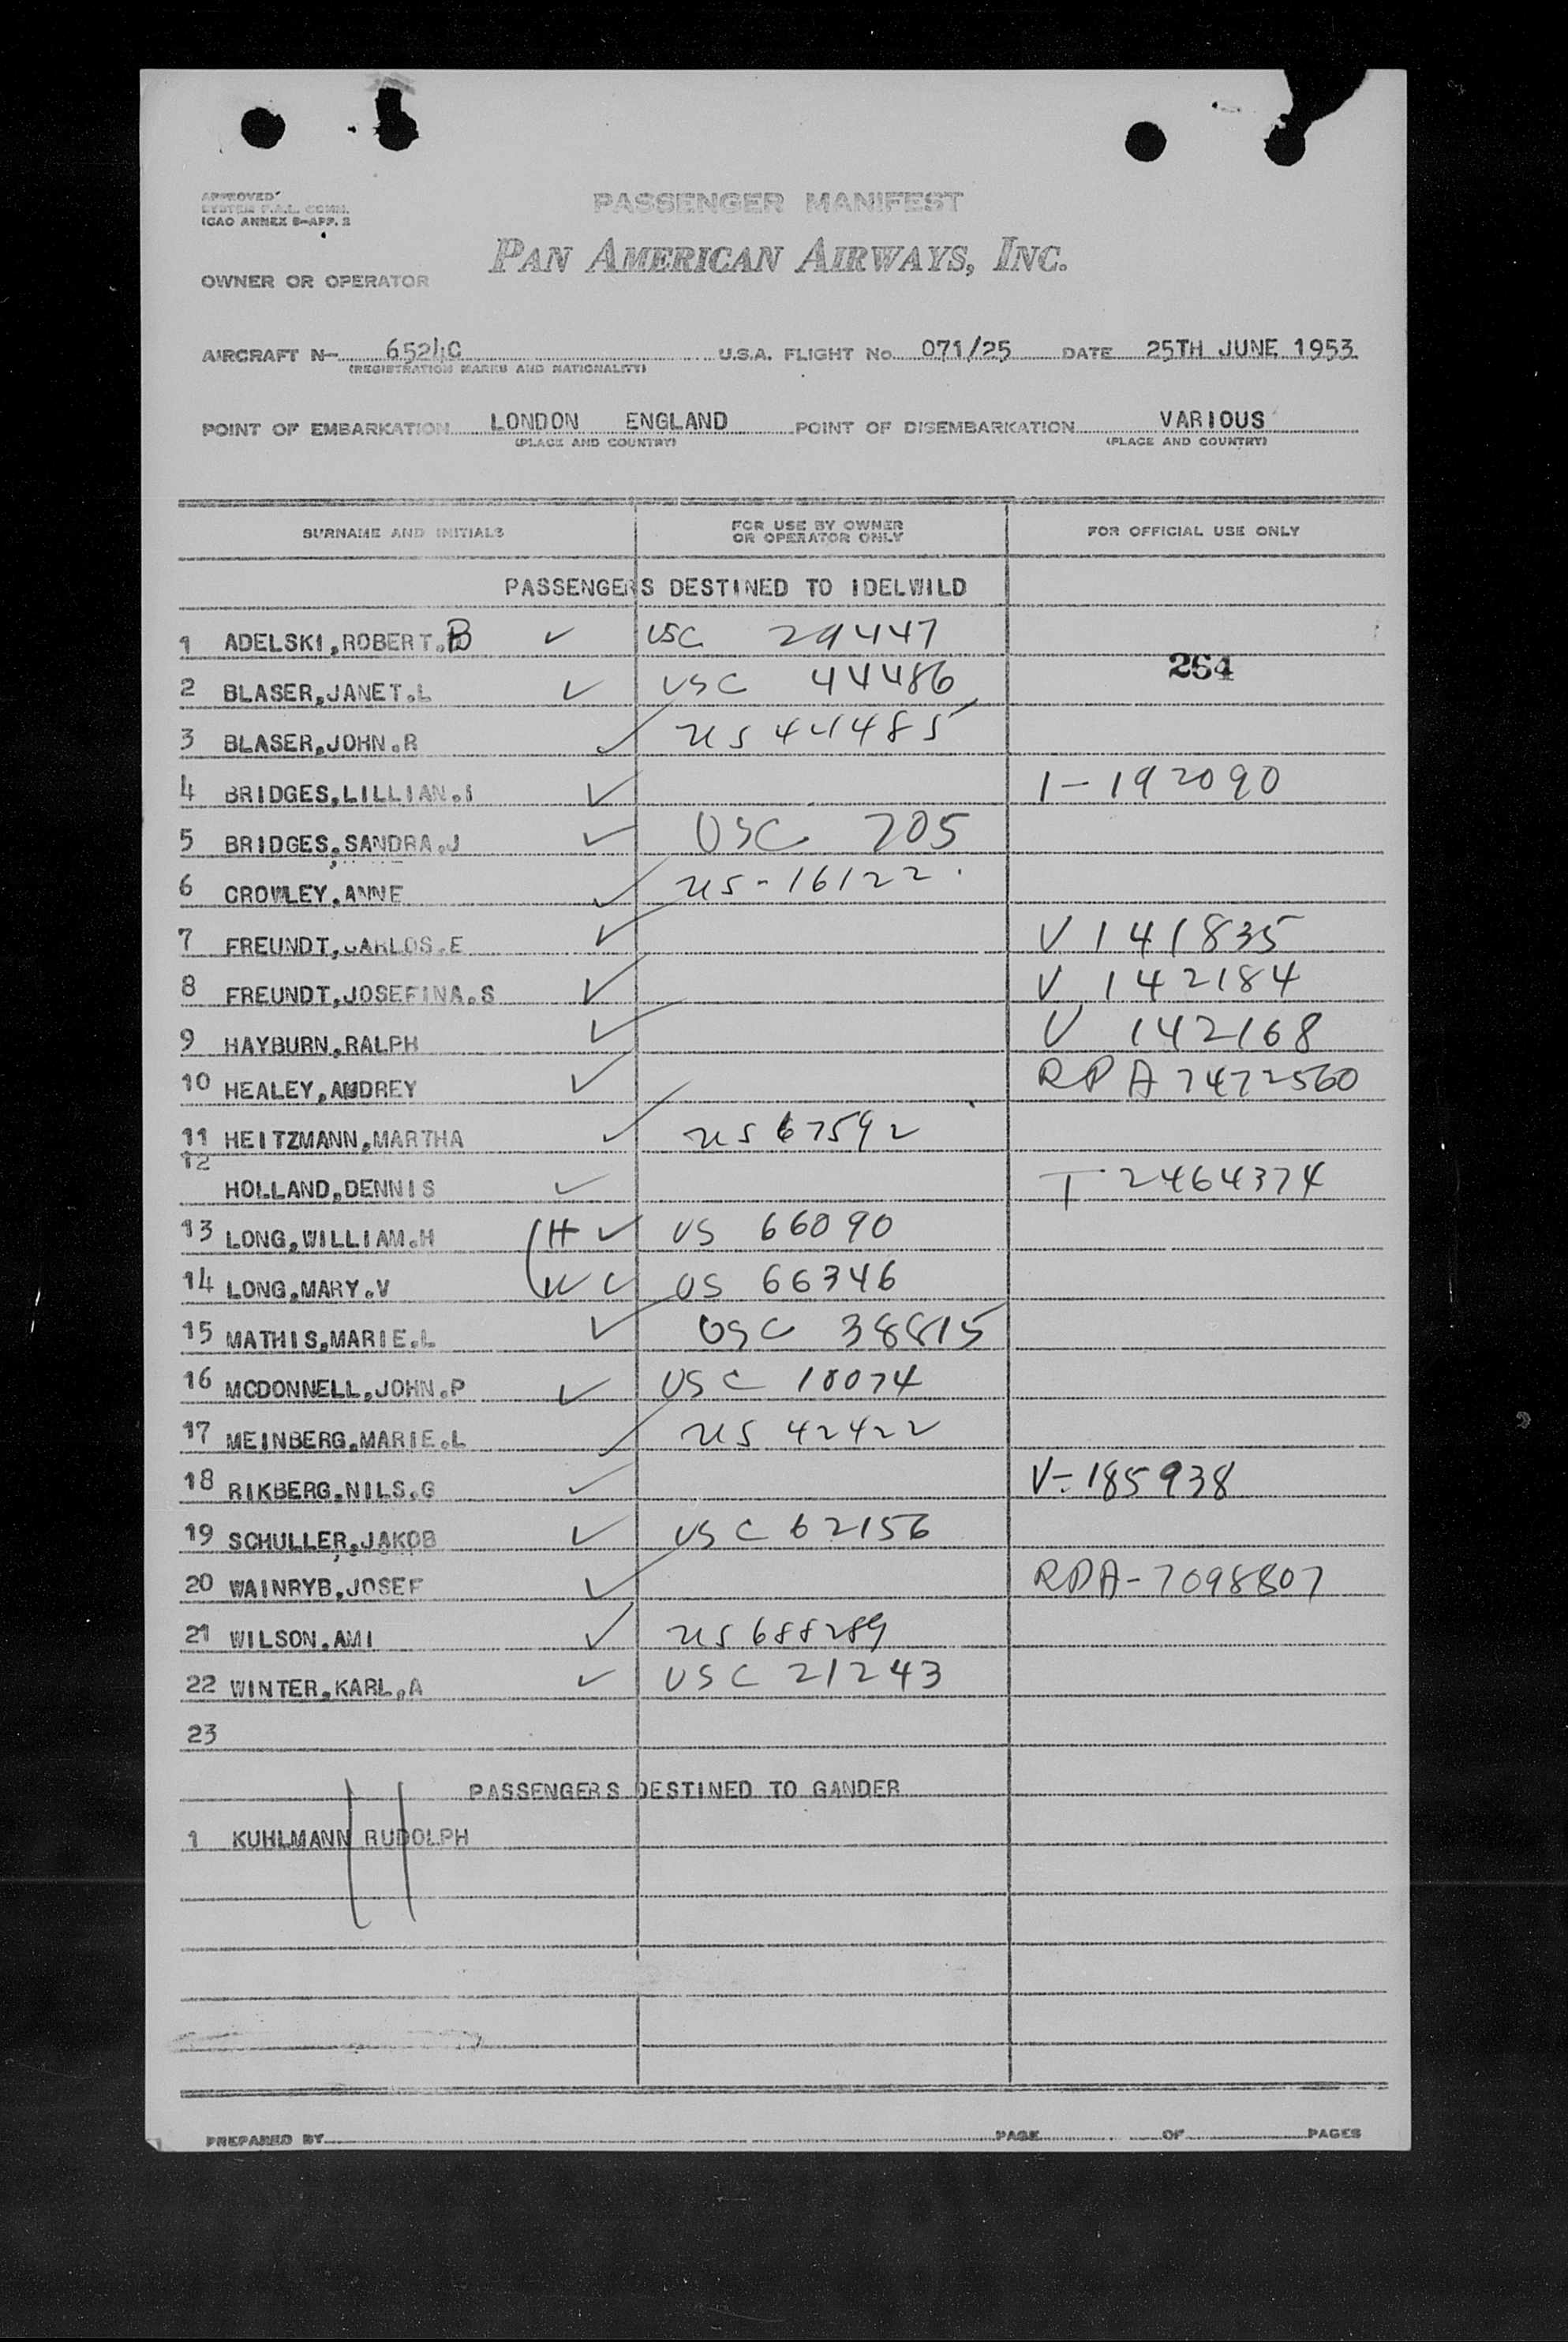 APPROVED
SYSTEM F.A.L. COMM.
ICAO ANNEX 9-APP. 2
PASSENGER MANIFEST
PAN AMERICAN AIRWAYS, INC.
OWNER OR OPERATOR
AIRCRAFT N- 6524C U.S.A. FLIGHT No. 071/25 DATE 25TH JUNE 1953
(REGISTRATION MARKS AND NATIONALITY)
POINT OF EMBARKATION LONDON ENGLAND POINT OF DISEMBARKATION VARIOUS
(PLACE AND COUNTRY) (PLACE AND COUNTRY)
SURNAME AND INITIALS FOR USE BY OWNER OR OPERATOR ONLY FOR OFFICIAL USE ONLY
PASSENGERS DESTINED TO IDELWILD
1 ADELSKI,ROBERT.B ✓ USC 29447
264
2 BLASER,JANET.L ✓ USC 44486
3 BLASER,JOHN.R ✓ US 44485
4 BRIDGES,LILLIAN.I ✓ I-192090
5 BRIDGES,SANDRA.J ✓ USC 705
6 CROWLEY,ANNE ✓ US-16122
7 FREUNDT,CARLOS.E ✓ V 141835
8 FREUNDT,JOSEFINA.S ✓ V 142184
9 HAYBURN,RALPH ✓ V 142168
10 HEALEY,AUDREY ✓ RPA 7472560
11 HEITZMANN,MARTHA ✓ US 67592
12
HOLLAND,DENNIS ✓ T 2464374
13 LONG,WILLIAM.H (H ✓ US 66090
14 LONG,MARY.V (W ✓ US 66346
15 MATHIS,MARIE.L ✓ USC 38815
16 MCDONNELL,JOHN.P ✓ USC 18074
17 MEINBERG,MARIE.L ✓ US 42422
18 RIKBERG,NILS.G ✓ V-185938
19 SCHULLER,JAKOB ✓ USC 62156
20 WAINRYB,JOSEF ✓ RPA-7098807
21 WILSON,AMI ✓ US 688289
22 WINTER,KARL,A ✓ USC 21243
23
PASSENGERS DESTINED TO GANDER
1 KUHLMANN RUDOLPH
PREPARED BY PAGE OF PAGES